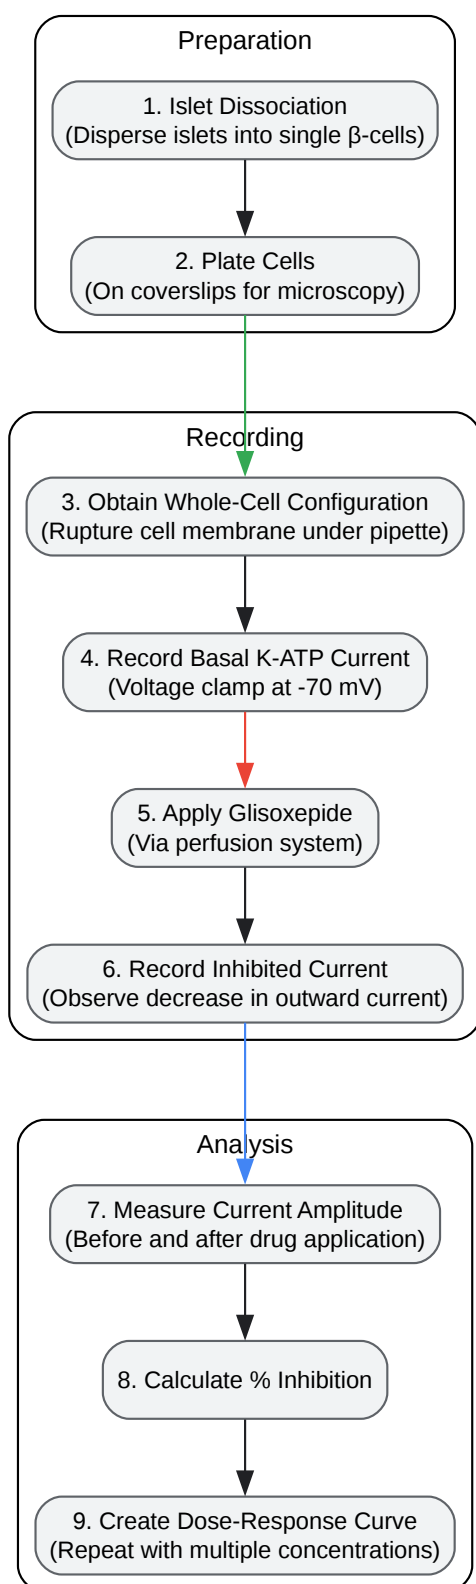 Preparation
1. Islet Dissociation
(Disperse islets into single β-cells)
2. Plate Cells
(On coverslips for microscopy)
Recording
3. Obtain Whole-Cell Configuration
(Rupture cell membrane under pipette)
4. Record Basal K-ATP Current
(Voltage clamp at -70 mV)
5. Apply Glisoxepide
(Via perfusion system)
6. Record Inhibited Current
(Observe decrease in outward current)
Analysis
7. Measure Current Amplitude
(Before and after drug application)
8. Calculate % Inhibition
9. Create Dose-Response Curve
(Repeat with multiple concentrations)